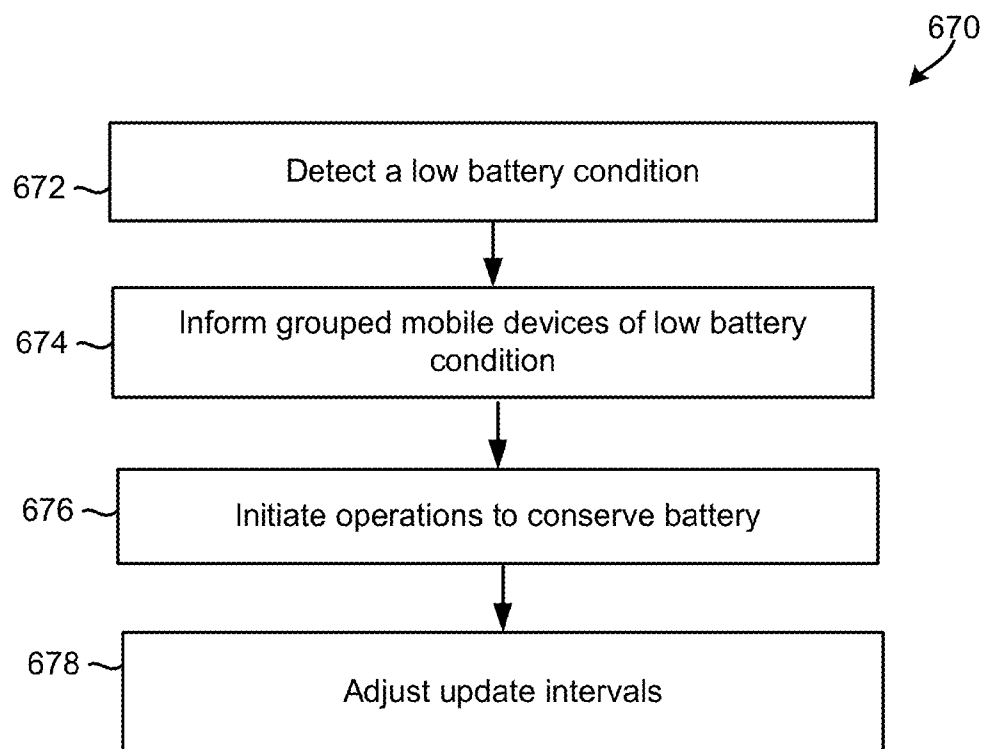 670
672
Detect a low battery condition
674
Inform grouped mobile devices of low battery
condition
676
Initiate operations to conserve battery
678
Adjust update intervals